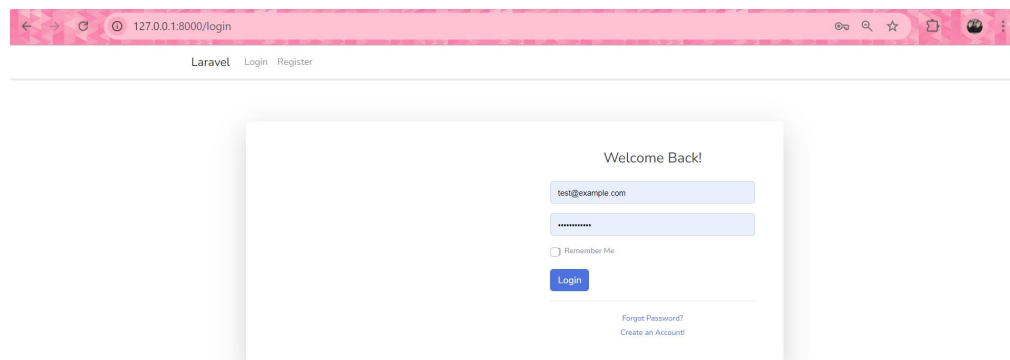 127.0.0.1:8000/login
Laravel Login Register
Welcome Back!
test@example.com
••••••••••••
Remember Me
Login
Forgot Password?
Create an Account!